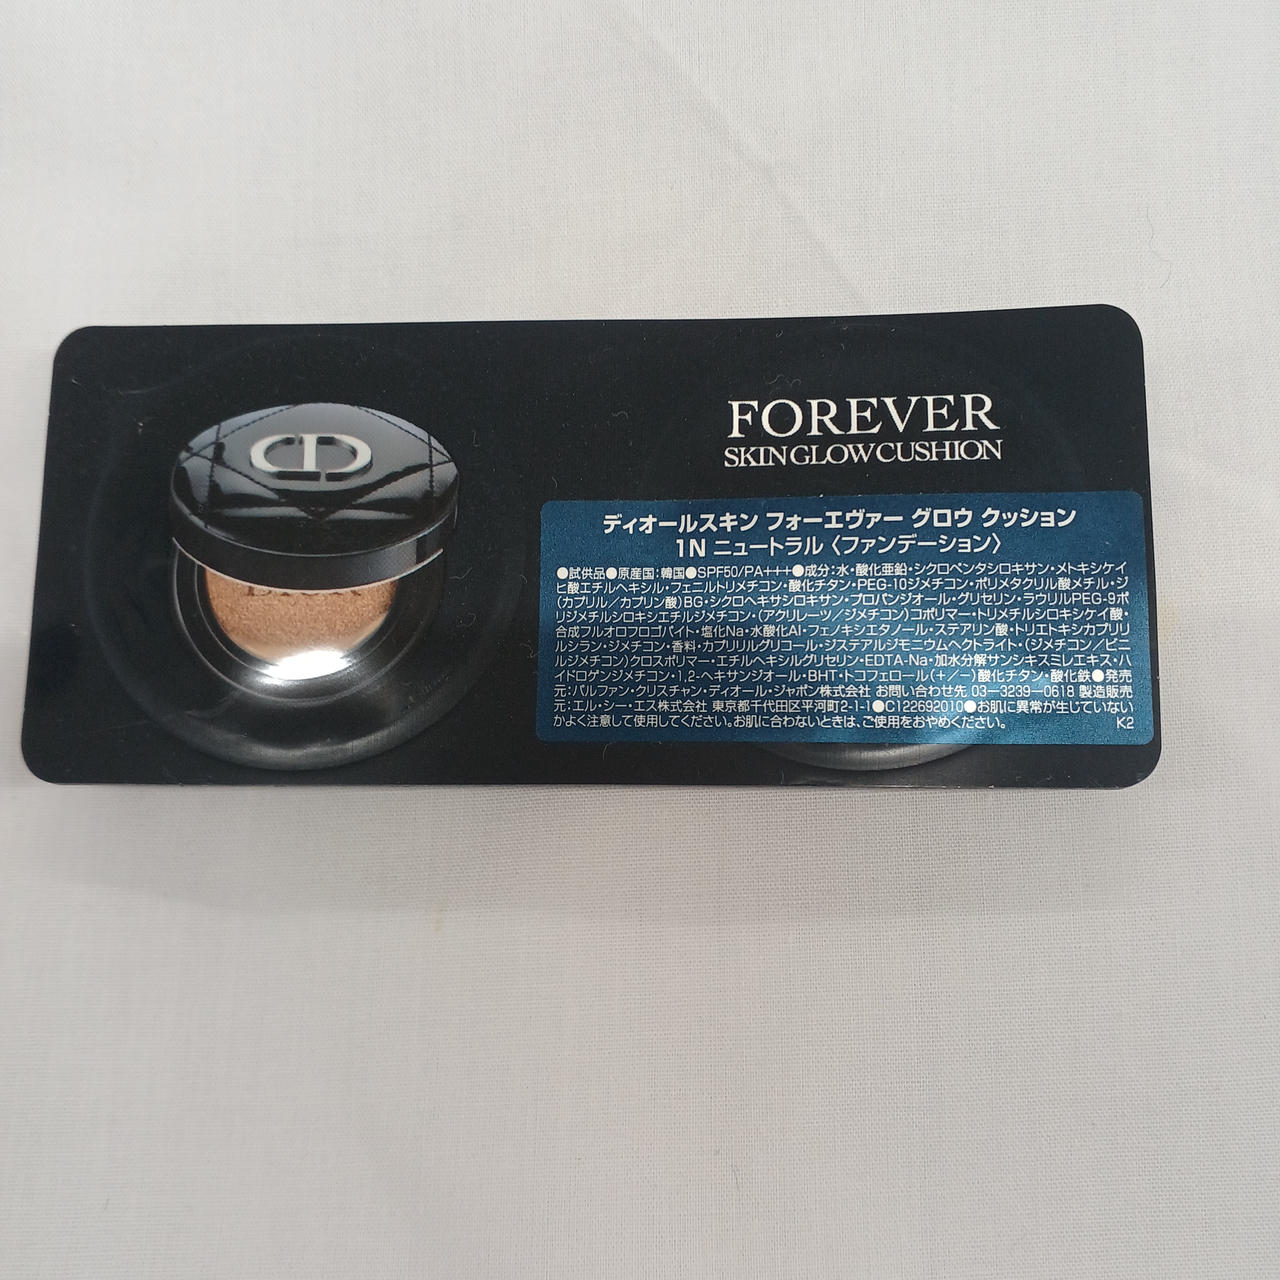 FOREVER
SKIN GLOW CUSHION
ディオールスキン フォーエヴァー グロウ クッション
1N ニュートラル〈ファンデーション〉
●試供品●原産国:韓国●SPF50/PA+++●成分:水・酸化亜鉛・シクロペンタシロキサン・メトキシケイ
ヒ酸エチルヘキシル・フェニルトリメチコン・酸化チタン・PEG-10ジメチコン・ポリメタクリル酸メチル・ジ
(カプリル/カプリン酸)BG・シクロヘキサシロキサン・プロパンジオール・グリセリン・ラウリルPEG-9ポ
リジメチルシロキシエチルジメチコン・(アクリレーツ/ジメチコン)コポリマー・トリメチルシロキシケイ酸・
合成フルオロフロゴパイト・塩化Na・水酸化Al・フェノキシエタノール・ステアリン酸・トリエトキシカプリリ
ルシラン・ジメチコン・香料・カプリリルグリコール・ジステアルジモニウムヘクトライト・(ジメチコン/ビニ
ルジメチコン)クロスポリマー・エチルヘキシルグリセリン・EDTA-Na・加水分解サンシキスミレエキス・ハ
イドロゲンジメチコン・1,2-ヘキサンジオール・BHT・トコフェロール(+/-)酸化チタン・酸化鉄●発売
元:パルファン・クリスチャン・ディオール・ジャポン株式会社 お問い合わせ先 03-3239-0618 製造販売
元:エル・シー・エス株式会社 東京都千代田区平河町2-1-1●C122692010●お肌に異常が生じていない
かよく注意して使用してください。お肌に合わないときは、ご使用をおやめください。 K2